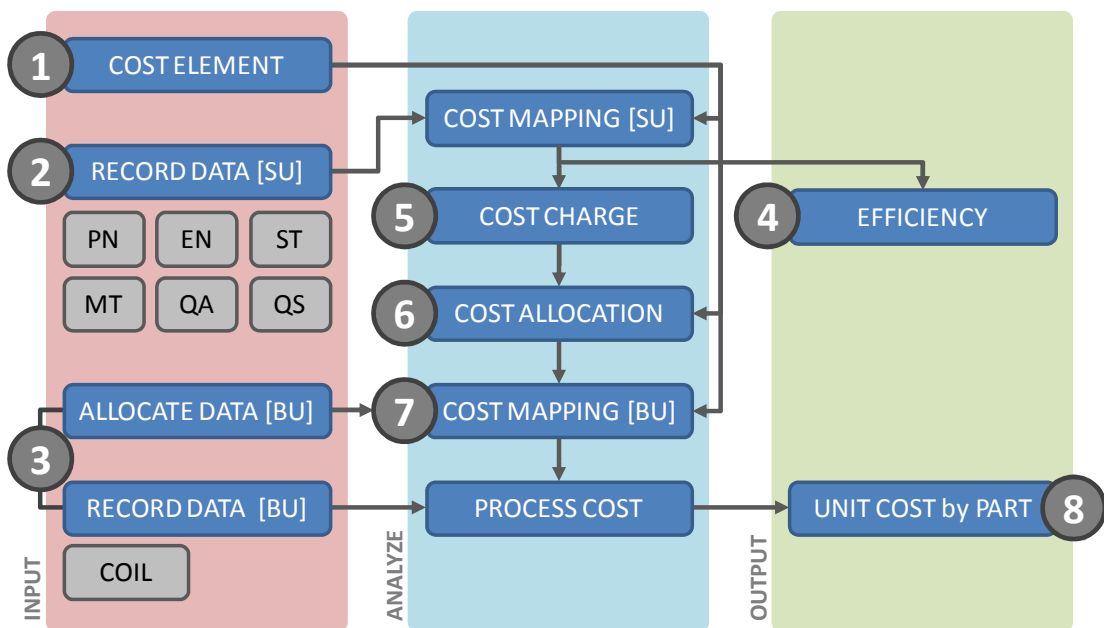 1
COST ELEMENT
COST MAPPING [SU]
2
RECORD DATA [SU]
5
COST CHARGE
4
EFFICIENCY
PN
EN
ST
MT
QA
QS
6
COST ALLOCATION
3
ALLOCATE DATA [BU]
7
COST MAPPING [BU]
RECORD DATA [BU]
PROCESS COST
UNIT COST by PART
8
COIL
INPUT
ANALYZE
OUTPUT